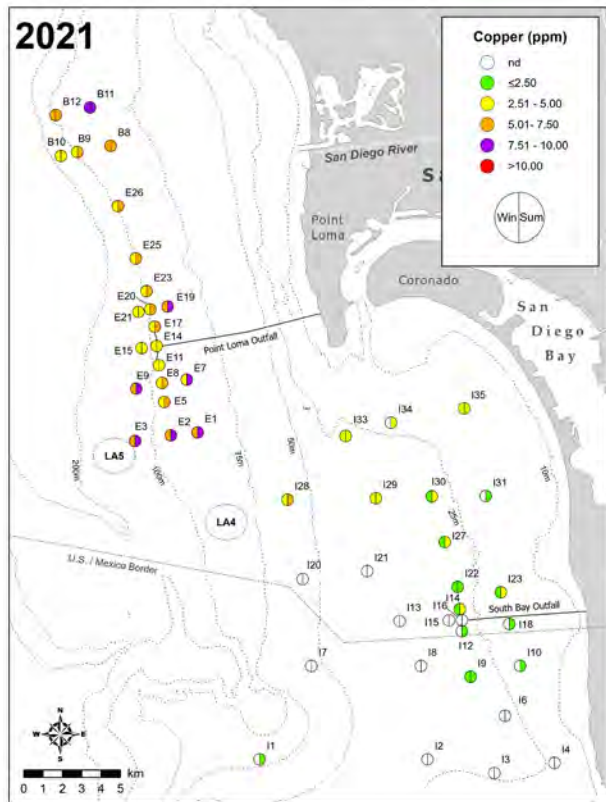 2021
Copper (ppm)
nd
≤2.50
2.51 - 5.00
5.01- 7.50
7.51 - 10.00
>10.00
Win Sum
B12 B11
B10 B9 B8
San Diego River
Point
Loma
Coronado
San
Diego
Bay
E26
E25
E23
E20 E19
E21 E17
E14
E15
Point Loma Outfall
E11
E9 E8 E7
E5
E3 E2 E1
LA5
LA4
200m
100m
75m
50m
25m
10m
I35
I34
I33
I31
I30
I29
I28
I27
U.S. / Mexico Border
I20 I21
I22
I23
I14
I16
I13
I15
South Bay Outfall
I18
I12
I7 I8 I9 I10
I6
I1 I2 I3 I4
N
W E
S
0 1 2 3 4 5
km